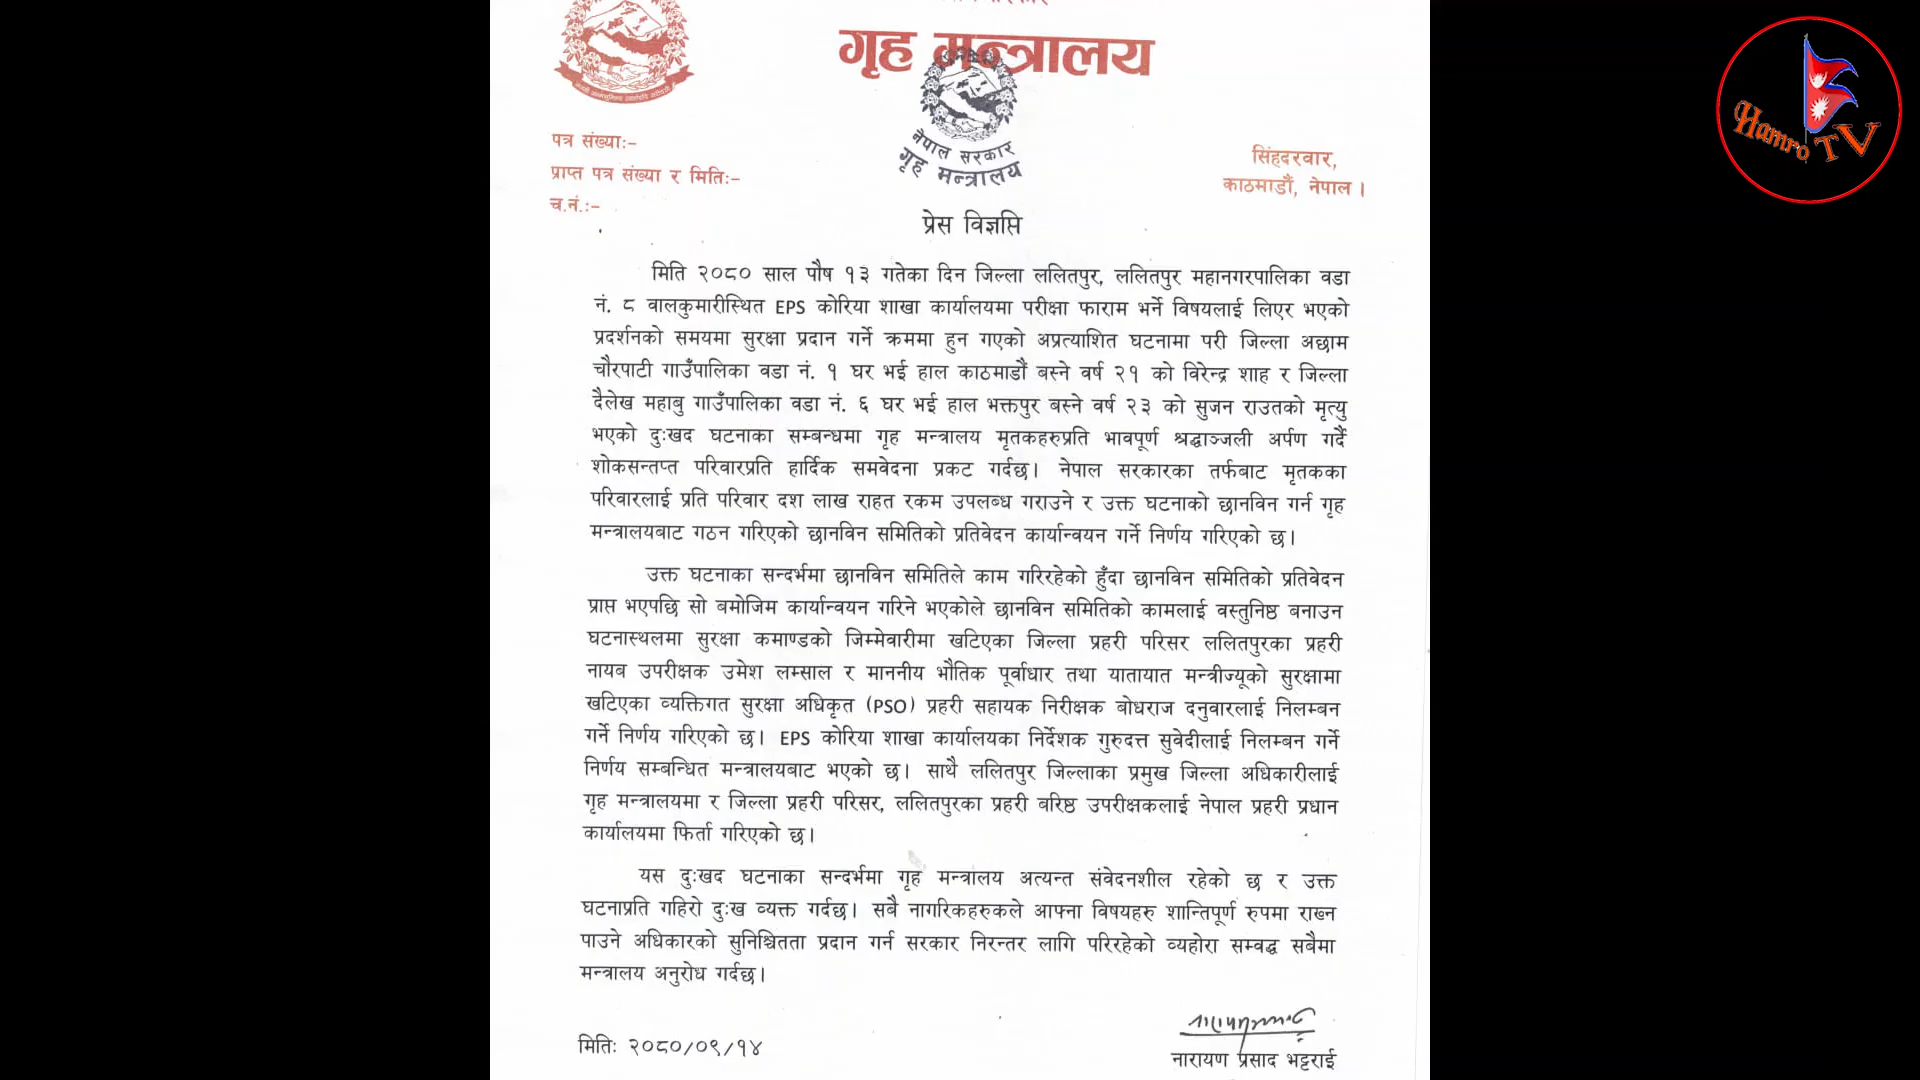 गृह मन्त्रालय
नेपाल सरकार
गृह मन्त्रालय
पत्र संख्याः-
प्राप्त पत्र संख्या र मितिः-
च.नं.:-
सिंहदरवार,
काठमाडौं, नेपाल ।
Hamro TV
प्रेस विज्ञप्ति
मिति २०८० साल पौष १३ गतेका दिन जिल्ला ललितपुर, ललितपुर महानगरपालिका वडा
नं. ८ वालकुमारीस्थित EPS कोरिया शाखा कार्यालयमा परीक्षा फाराम भर्ने विषयलाई लिएर भएको
प्रदर्शनको समयमा सुरक्षा प्रदान गर्ने क्रममा हुन गएको अप्रत्याशित घटनामा परी जिल्ला अछाम
चौरपाटी गाउँपालिका वडा नं. १ घर भई हाल काठमाडौं बस्ने वर्ष २१ को विरेन्द्र शाह र जिल्ला
दैलेख महाबु गाउँपालिका वडा नं. ६ घर भई हाल भक्तपुर बस्ने वर्ष २३ को सुजन राउतको मृत्यु
भएको दुःखद घटनाका सम्बन्धमा गृह मन्त्रालय मृतकहरुप्रति भावपूर्ण श्रद्धाञ्जली अर्पण गर्दै
शोकसन्तप्त परिवारप्रति हार्दिक समवेदना प्रकट गर्दछ। नेपाल सरकारका तर्फबाट मृतकका
परिवारलाई प्रति परिवार दश लाख राहत रकम उपलब्ध गराउने र उक्त घटनाको छानविन गर्न गृह
मन्त्रालयबाट गठन गरिएको छानविन समितिको प्रतिवेदन कार्यान्वयन गर्ने निर्णय गरिएको छ।
उक्त घटनाका सन्दर्भमा छानविन समितिले काम गरिरहेको हुँदा छानविन समितिको प्रतिवेदन
प्राप्त भएपछि सो बमोजिम कार्यान्वयन गरिने भएकोले छानविन समितिको कामलाई वस्तुनिष्ठ बनाउन
घटनास्थलमा सुरक्षा कमाण्डको जिम्मेवारीमा खटिएका जिल्ला प्रहरी परिसर ललितपुरका प्रहरी
नायब उपरीक्षक उमेश लम्साल र माननीय भौतिक पूर्वाधार तथा यातायात मन्त्रीज्यूको सुरक्षामा
खटिएका व्यक्तिगत सुरक्षा अधिकृत (PSO) प्रहरी सहायक निरीक्षक बोधराज दनुवारलाई निलम्बन
गर्ने निर्णय गरिएको छ। EPS कोरिया शाखा कार्यालयका निर्देशक गुरुदत्त सुवेदीलाई निलम्बन गर्ने
निर्णय सम्बन्धित मन्त्रालयबाट भएको छ। साथै ललितपुर जिल्लाका प्रमुख जिल्ला अधिकारीलाई
गृह मन्त्रालयमा र जिल्ला प्रहरी परिसर, ललितपुरका प्रहरी बरिष्ठ उपरीक्षकलाई नेपाल प्रहरी प्रधान
कार्यालयमा फिर्ता गरिएको छ।
यस दुःखद घटनाका सन्दर्भमा गृह मन्त्रालय अत्यन्त संवेदनशील रहेको छ र उक्त
घटनाप्रति गहिरो दुःख व्यक्त गर्दछ। सबै नागरिकहरुकले आफ्ना विषयहरु शान्तिपूर्ण रुपमा राख्न
पाउने अधिकारको सुनिश्चितता प्रदान गर्न सरकार निरन्तर लागि परिरहेको व्यहोरा सम्वद्ध सबैमा
मन्त्रालय अनुरोध गर्दछ।
मितिः २०८०/०९/१४
नारायण प्रसाद भट्टराई